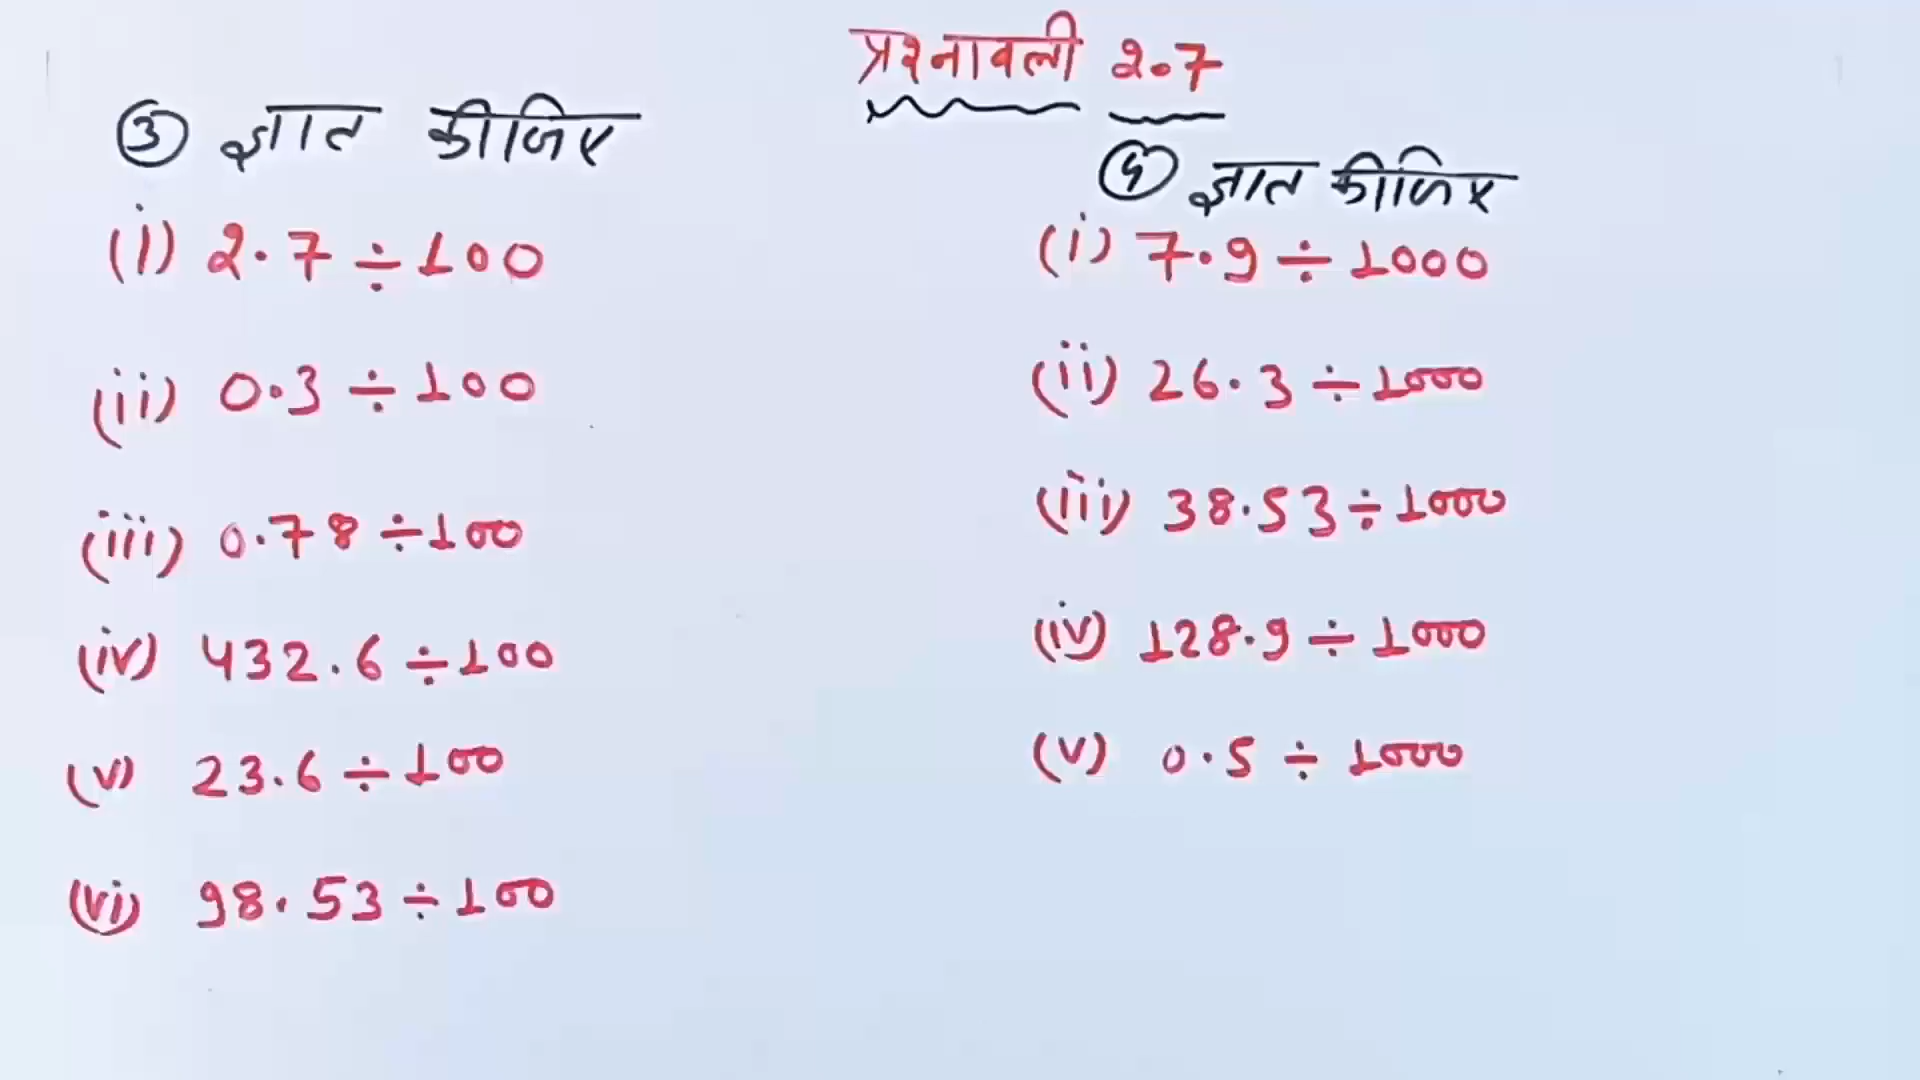 प्रश्नावली 2.7
③ ज्ञात कीजिए
(i) 2.7 ÷ 100
(ii) 0.3 ÷ 100
(iii) 0.78 ÷ 100
(iv) 432.6 ÷ 100
(v) 23.6 ÷ 100
(vi) 98.53 ÷ 100
④ ज्ञात कीजिए
(i) 7.9 ÷ 1000
(ii) 26.3 ÷ 1000
(iii) 38.53 ÷ 1000
(iv) 128.9 ÷ 1000
(v) 0.5 ÷ 1000